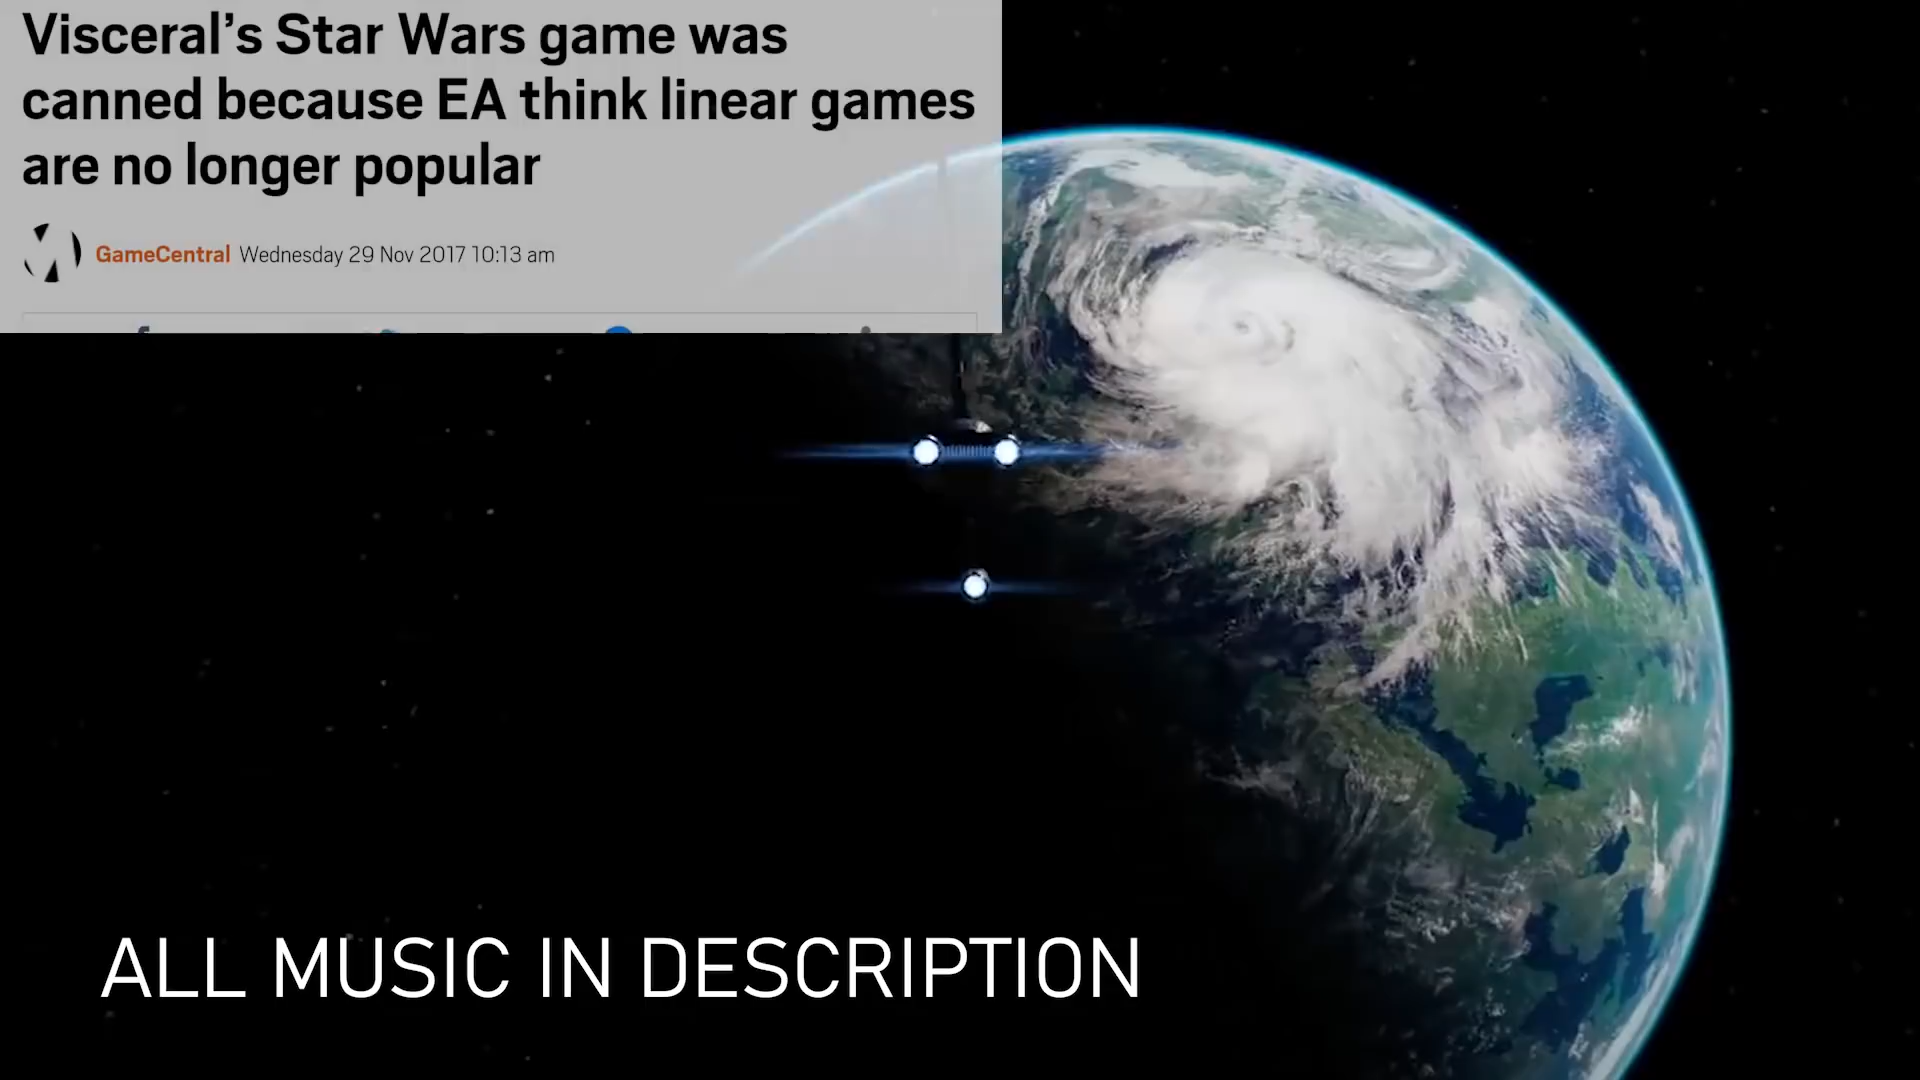 Visceral's Star Wars game was
canned because EA think linear games
are no longer popular
GameCentral Wednesday 29 Nov 2017 10:13 am
ALL MUSIC IN DESCRIPTION